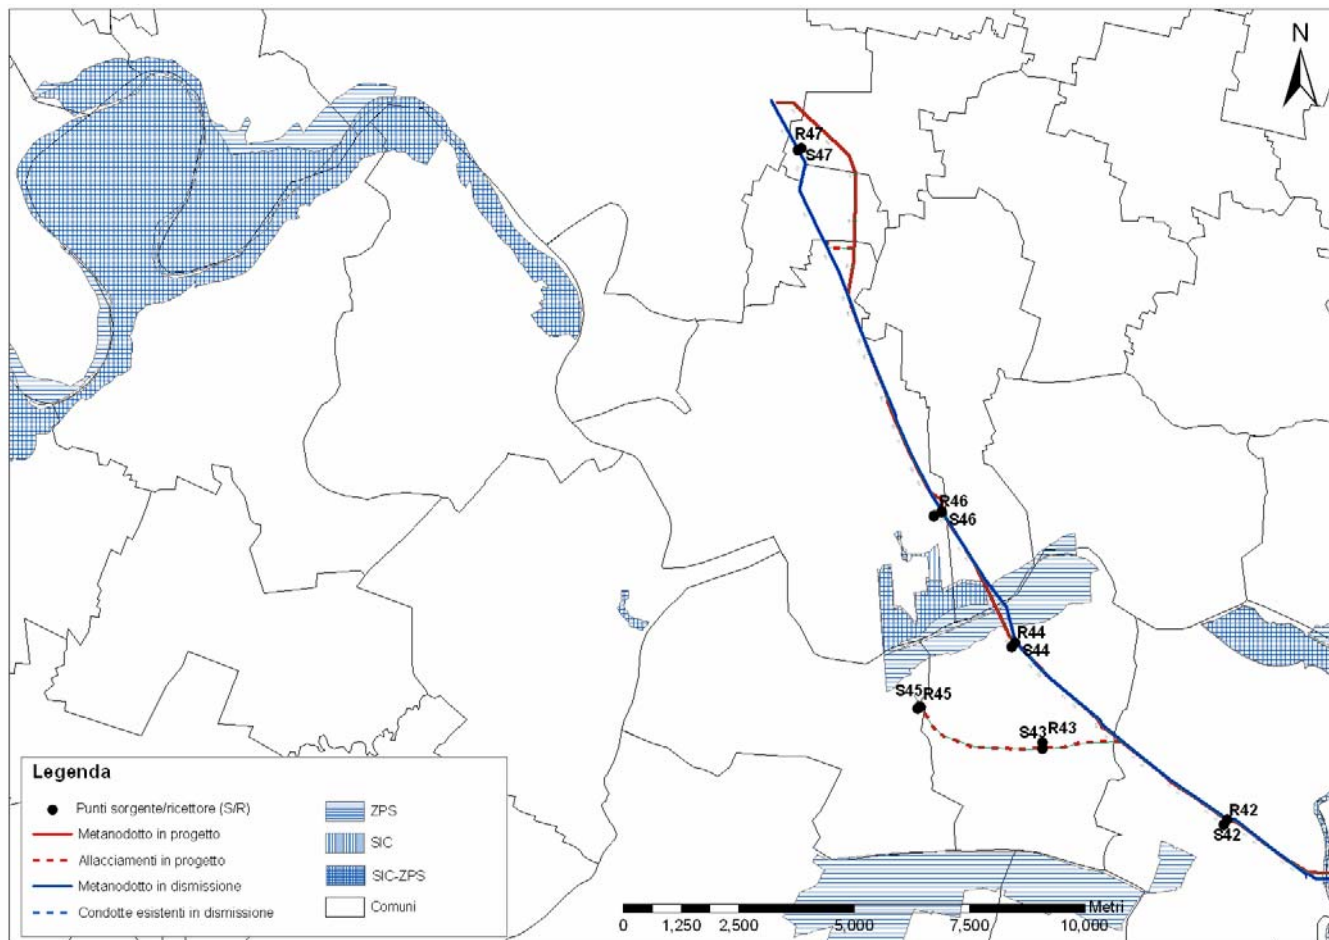 N
R47
S47
R46
S46
R44
S44
S45 R45
S43 R43
R42
S42
Legenda
Punti sorgente/ricettore (S/R)
Metanodotto in progetto
Allacciamenti in progetto
Metanodotto in dismissione
Condotte esistenti in dismissione
ZPS
SIC
SIC-ZPS
Comuni
Metri
0 1,250 2,500 5,000 7,500 10,000